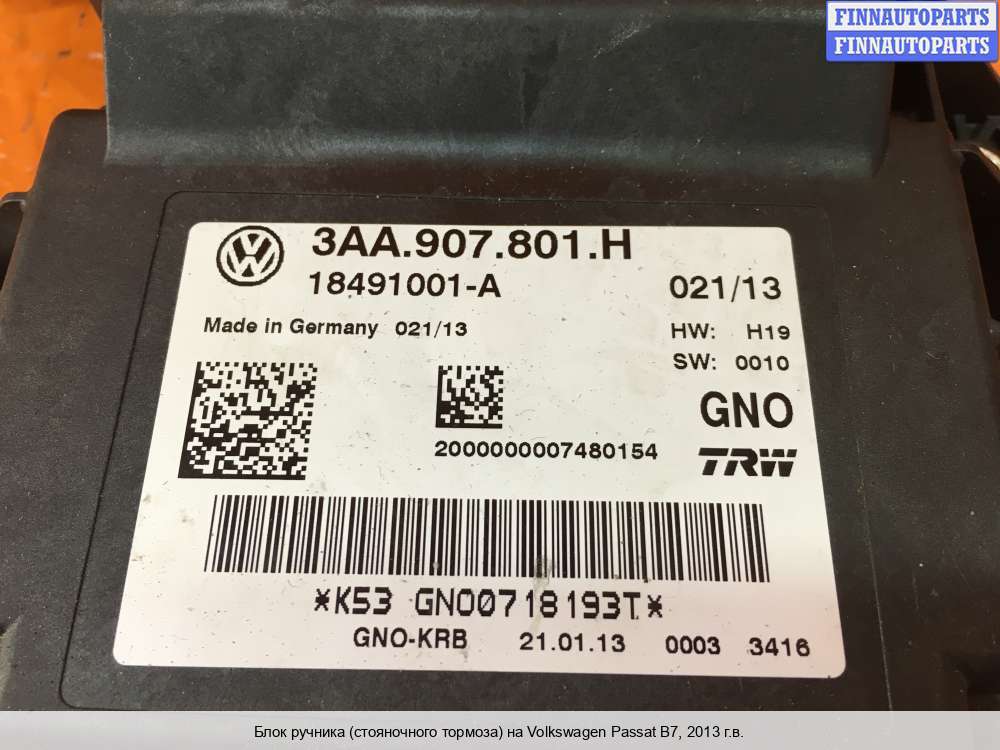 FINNAUTOPARTS
FINNAUTOPARTS
3AA.907.801.H
18491001-A
021/13
Made in Germany 021/13
HW: H19
SW: 0010
GNO
2000000007480154
TRW
*K53 GNO0718193T*
GNO-KRB 21.01.13 0003 3416
Блок ручника (стояночного тормоза) на Volkswagen Passat B7, 2013 г.в.